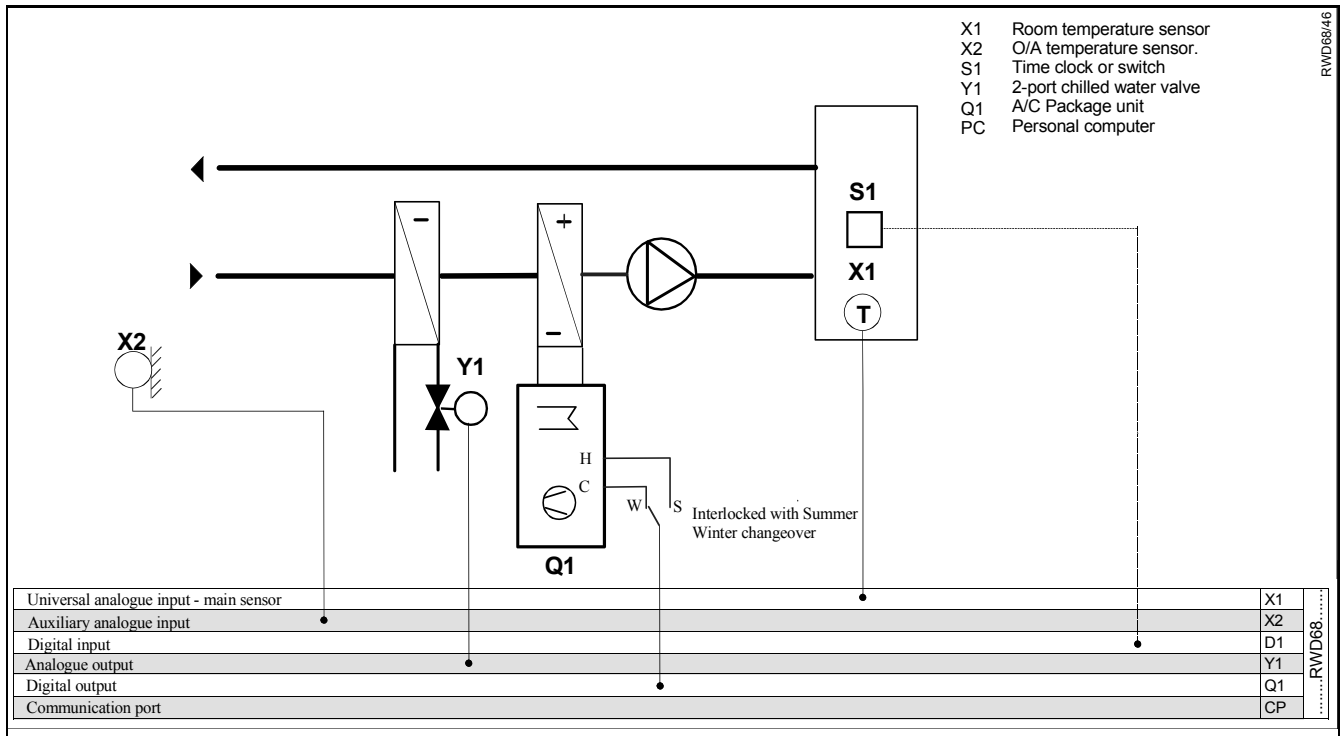 X1 Room temperature sensor
X2 O/A temperature sensor.
S1 Time clock or switch
Y1 2-port chilled water valve
Q1 A/C Package unit
PC Personal computer
RWD68/46
S1
X1
T
X2
−
+
−
Y1
H
C
W S Interlocked with Summer
Winter changeover
Q1
Universal analogue input - main sensor X1
Auxiliary analogue input X2
Digital input D1
Analogue output Y1
Digital output Q1
Communication port CP
........RWD68......